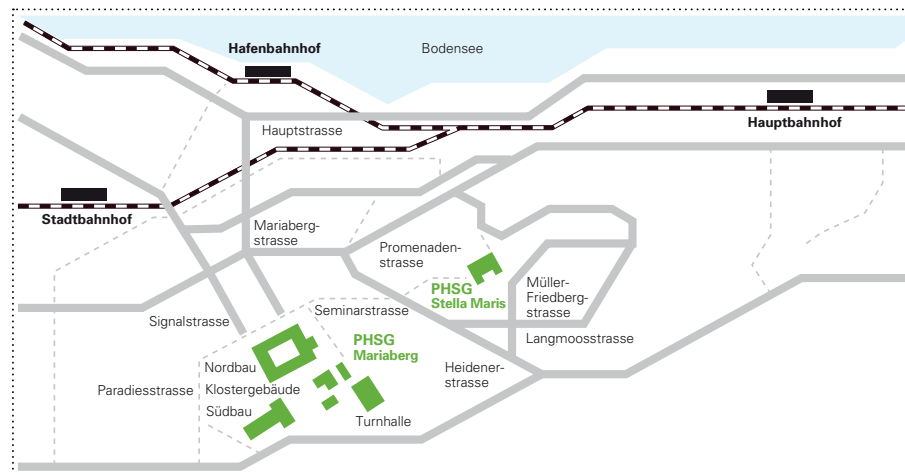 Hafenbahnhof
Bodensee
Hauptstrasse
Hauptbahnhof
Stadtbahnhof
Mariaberg-
strasse
Promenaden-
strasse
PHSG
Stella Maris
Müller-
Friedberg-
strasse
Signalstrasse
Seminarstrasse
Langmoosstrasse
PHSG
Mariaberg
Nordbau
Klostergebäude
Südbau
Paradiesstrasse
Heidener-
strasse
Turnhalle